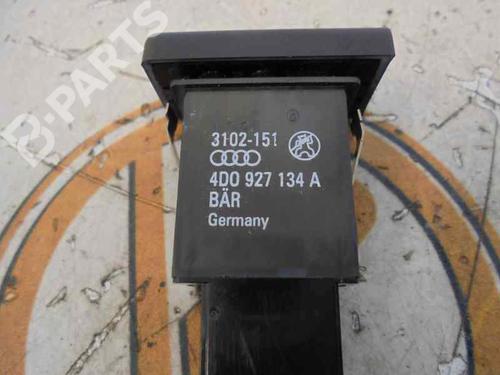 B-PARTS
3102-151
4D0 927 134 A
BÄR
Germany